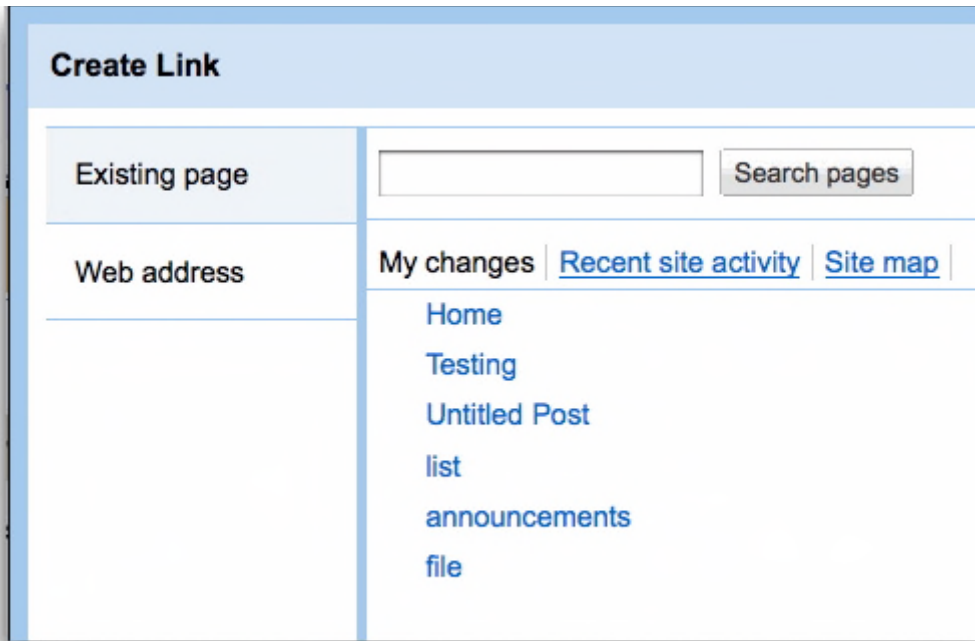 Create Link
Existing page
Search pages
Web address
My changes Recent site activity Site map
Home
Testing
Untitled Post
list
announcements
file